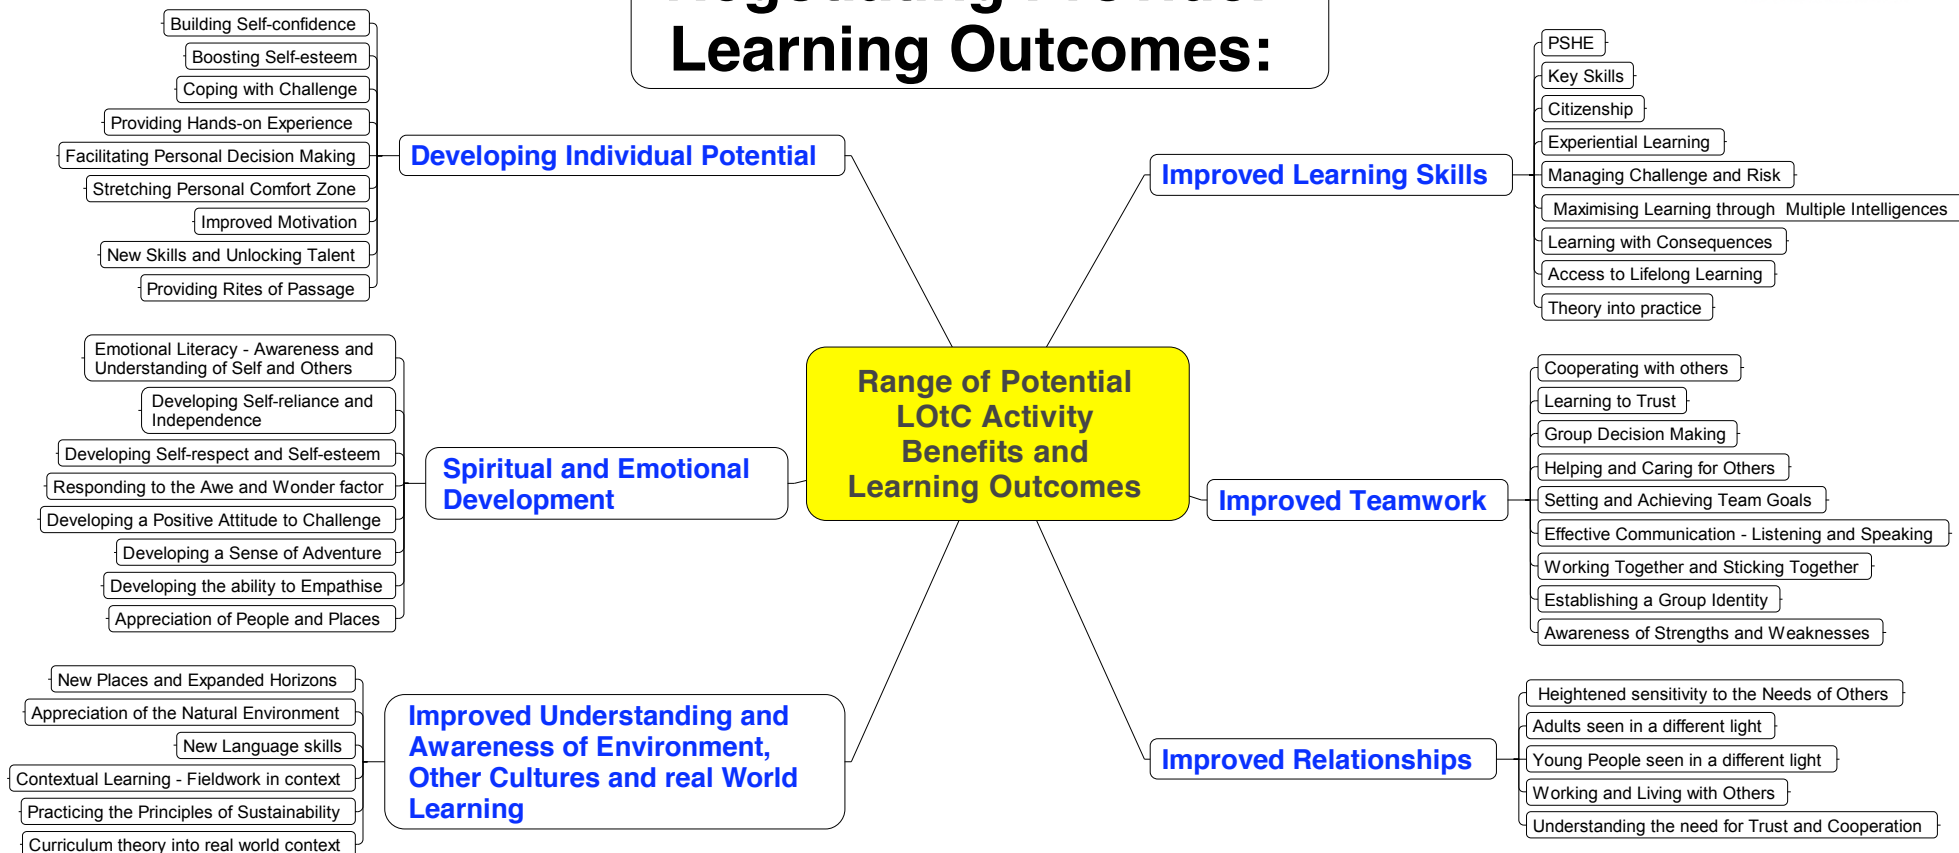 Learning Outcomes:
Building Self-confidence
Boosting Self-esteem
Coping with Challenge
Providing Hands-on Experience
Facilitating Personal Decision Making
Stretching Personal Comfort Zone
Improved Motivation
New Skills and Unlocking Talent
Providing Rites of Passage
Developing Individual Potential
Emotional Literacy - Awareness and
Understanding of Self and Others
Developing Self-reliance and
Independence
Developing Self-respect and Self-esteem
Responding to the Awe and Wonder factor
Developing a Positive Attitude to Challenge
Developing a Sense of Adventure
Developing the ability to Empathise
Appreciation of People and Places
Spiritual and Emotional
Development
New Places and Expanded Horizons
Appreciation of the Natural Environment
New Language skills
Contextual Learning - Fieldwork in context
Practicing the Principles of Sustainability
Curriculum theory into real world context
Improved Understanding and
Awareness of Environment,
Other Cultures and real World
Learning
Range of Potential
LOtC Activity
Benefits and
Learning Outcomes
Improved Learning Skills
PSHE
Key Skills
Citizenship
Experiential Learning
Managing Challenge and Risk
Maximising Learning through Multiple Intelligences
Learning with Consequences
Access to Lifelong Learning
Theory into practice
Improved Teamwork
Cooperating with others
Learning to Trust
Group Decision Making
Helping and Caring for Others
Setting and Achieving Team Goals
Effective Communication - Listening and Speaking
Working Together and Sticking Together
Establishing a Group Identity
Awareness of Strengths and Weaknesses
Improved Relationships
Heightened sensitivity to the Needs of Others
Adults seen in a different light
Young People seen in a different light
Working and Living with Others
Understanding the need for Trust and Cooperation